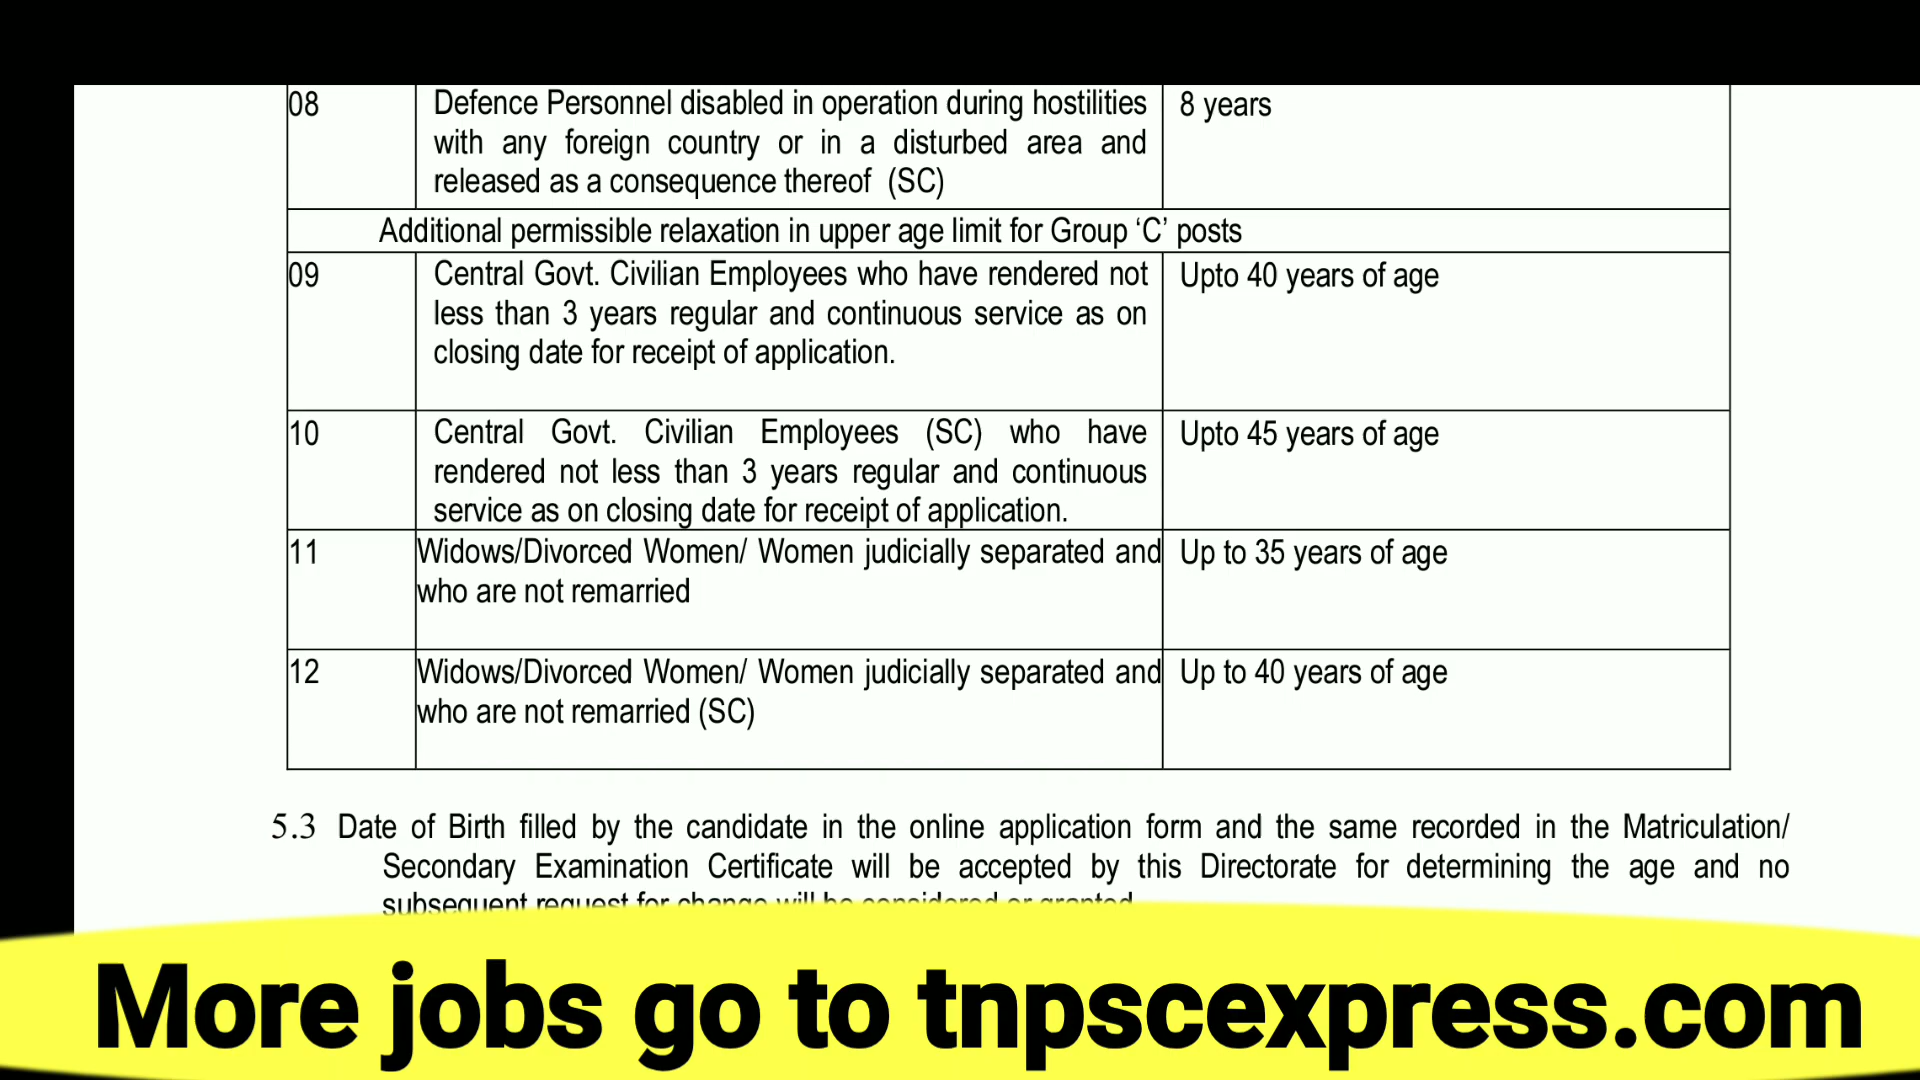 08 Defence Personnel disabled in operation during hostilities 8 years
with any foreign country or in a disturbed area and
released as a consequence thereof (SC)
Additional permissible relaxation in upper age limit for Group ‘C’ posts
09 Central Govt. Civilian Employees who have rendered not Upto 40 years of age
less than 3 years regular and continuous service as on
closing date for receipt of application.
10 Central Govt. Civilian Employees (SC) who have Upto 45 years of age
rendered not less than 3 years regular and continuous
service as on closing date for receipt of application.
11 Widows/Divorced Women/ Women judicially separated and Up to 35 years of age
who are not remarried
12 Widows/Divorced Women/ Women judicially separated and Up to 40 years of age
who are not remarried (SC)
5.3 Date of Birth filled by the candidate in the online application form and the same recorded in the Matriculation/
Secondary Examination Certificate will be accepted by this Directorate for determining the age and no
subsequent request for change will be considered or granted
More jobs go to tnpscexpress.com